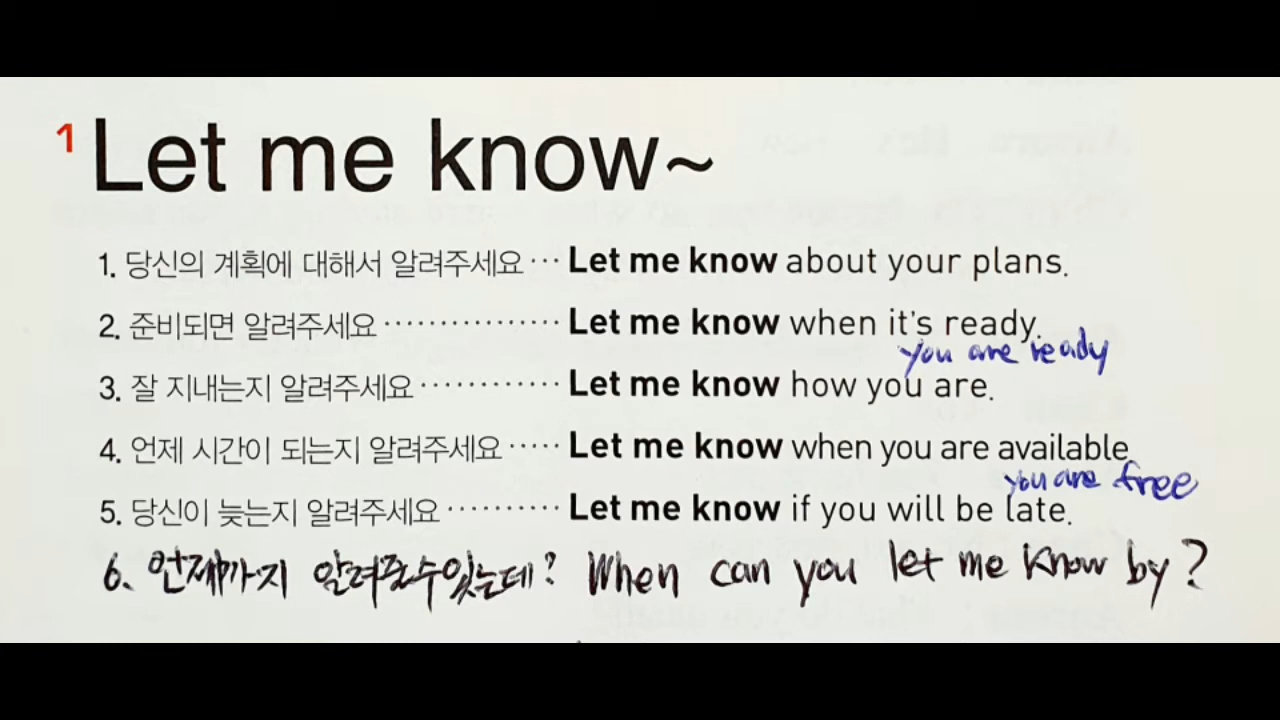 1 Let me know~
1. 당신의 계획에 대해서 알려주세요 ··· Let me know about your plans.
2. 준비되면 알려주세요 ················ Let me know when it's ready.
you are ready
3. 잘 지내는지 알려주세요 ············ Let me know how you are.
4. 언제 시간이 되는지 알려주세요 ····· Let me know when you are available.
you are free
5. 당신이 늦는지 알려주세요 ·········· Let me know if you will be late.
6. 언제까지 알려줄수있는데? When can you let me know by?